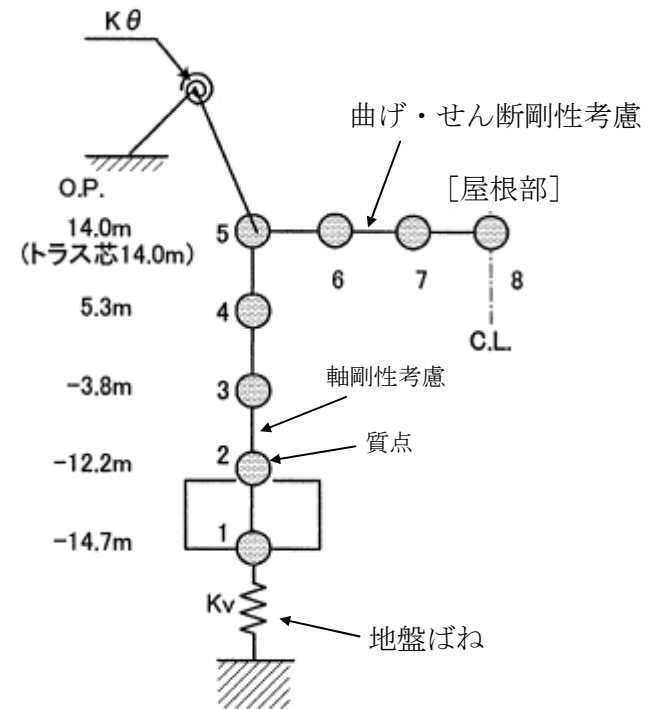 Kθ
曲げ・せん断剛性考慮
O.P.
［屋根部］
14.0m
5
(トラス芯14.0m)
6 7 8
5.3m
4
C.L.
軸剛性考慮
-3.8m
3
質点
-12.2m
2
-14.7m
1
Kv
地盤ばね